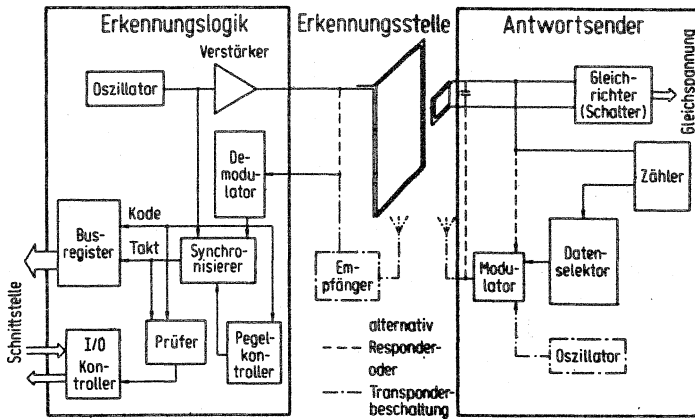 Erkennungslogik
Erkennungsstelle
Antwortsender
Verstärker
Oszillator
Gleich-
richter
(Schalter)
Gleichspannung
De-
modu-
lator
Zähler
Kode
Bus-
register
Takt
Synchro-
nisierer
Em-
pfänger
Modu-
lator
Daten-
selektor
Schnittstelle
I/O
Kon-
troller
Prüfer
Pegel-
kon-
troller
alternativ
Responder-
oder
Transponder-
beschaltung
Oszillator